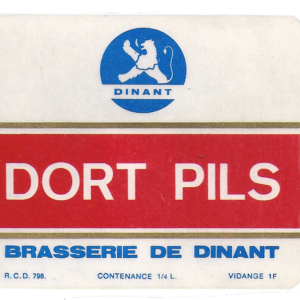 DINANT
DORT PILS
BRASSERIE DE DINANT
R.C.D. 798. CONTENANCE 1/4 L. VIDANGE 1F